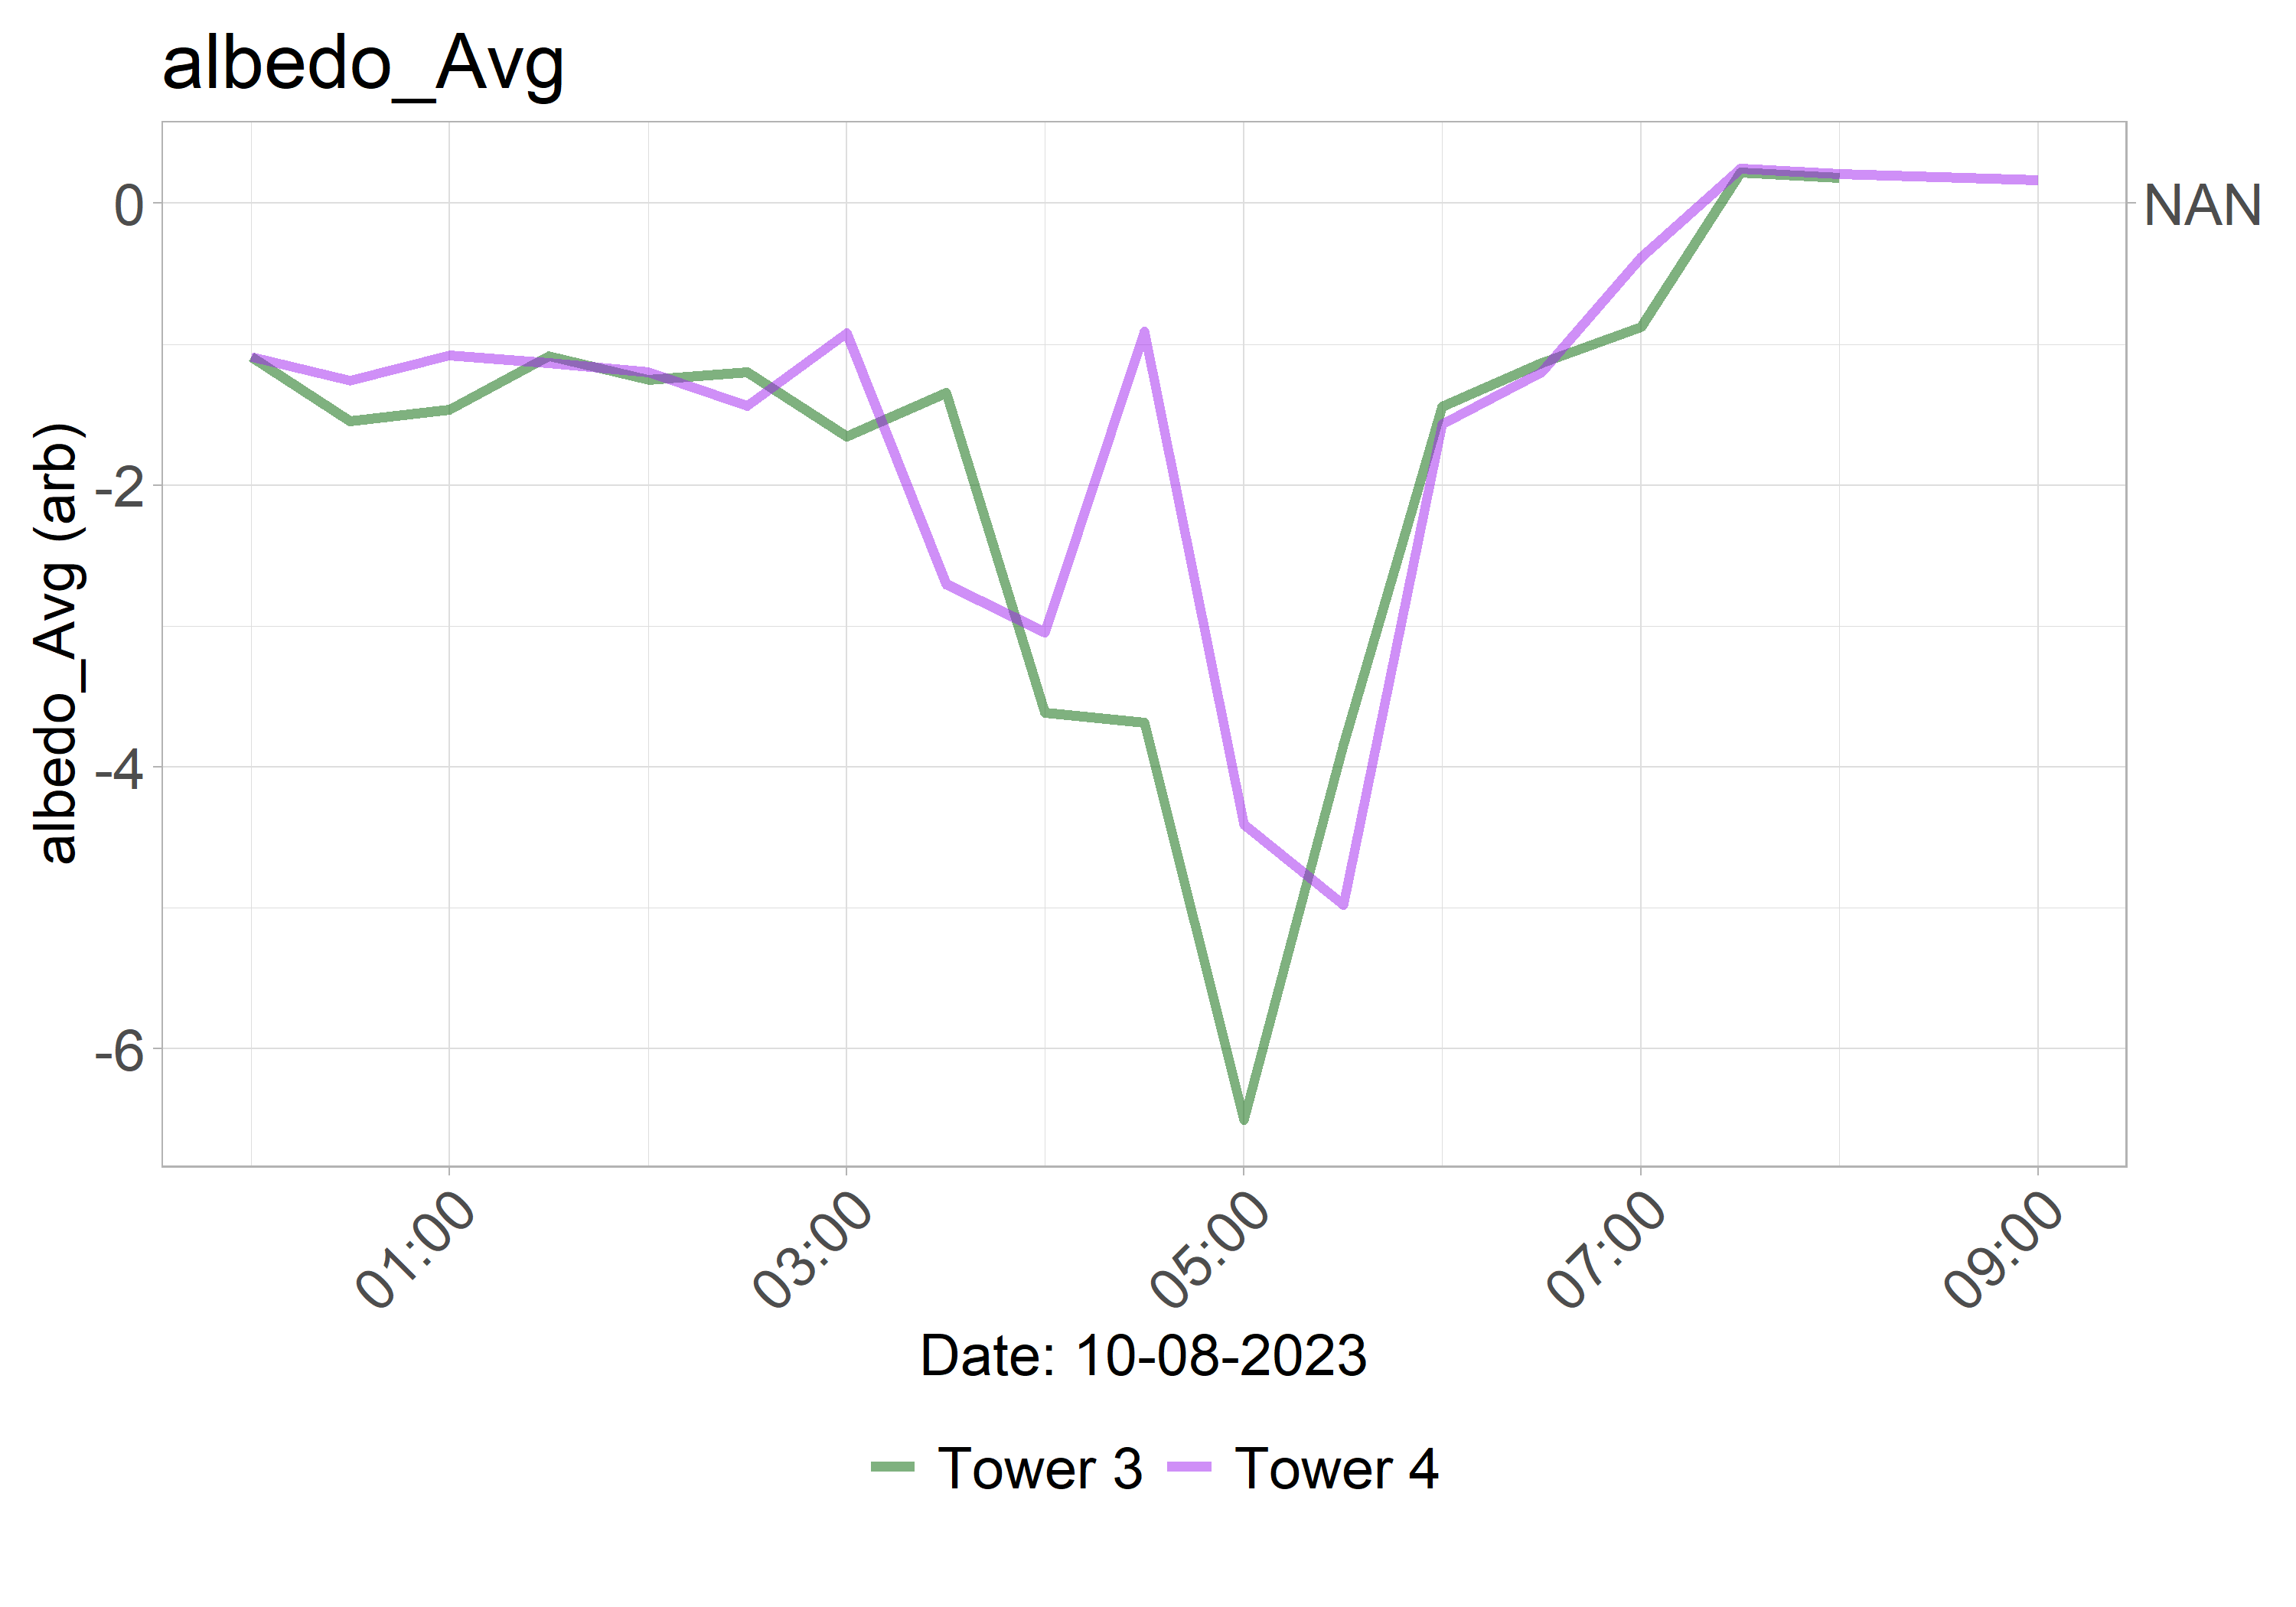 albedo_Avg
albedo_Avg (arb)
0
-2
-4
-6
NAN
01:00
03:00
05:00
07:00
09:00
Date: 10-08-2023
Tower 3
Tower 4